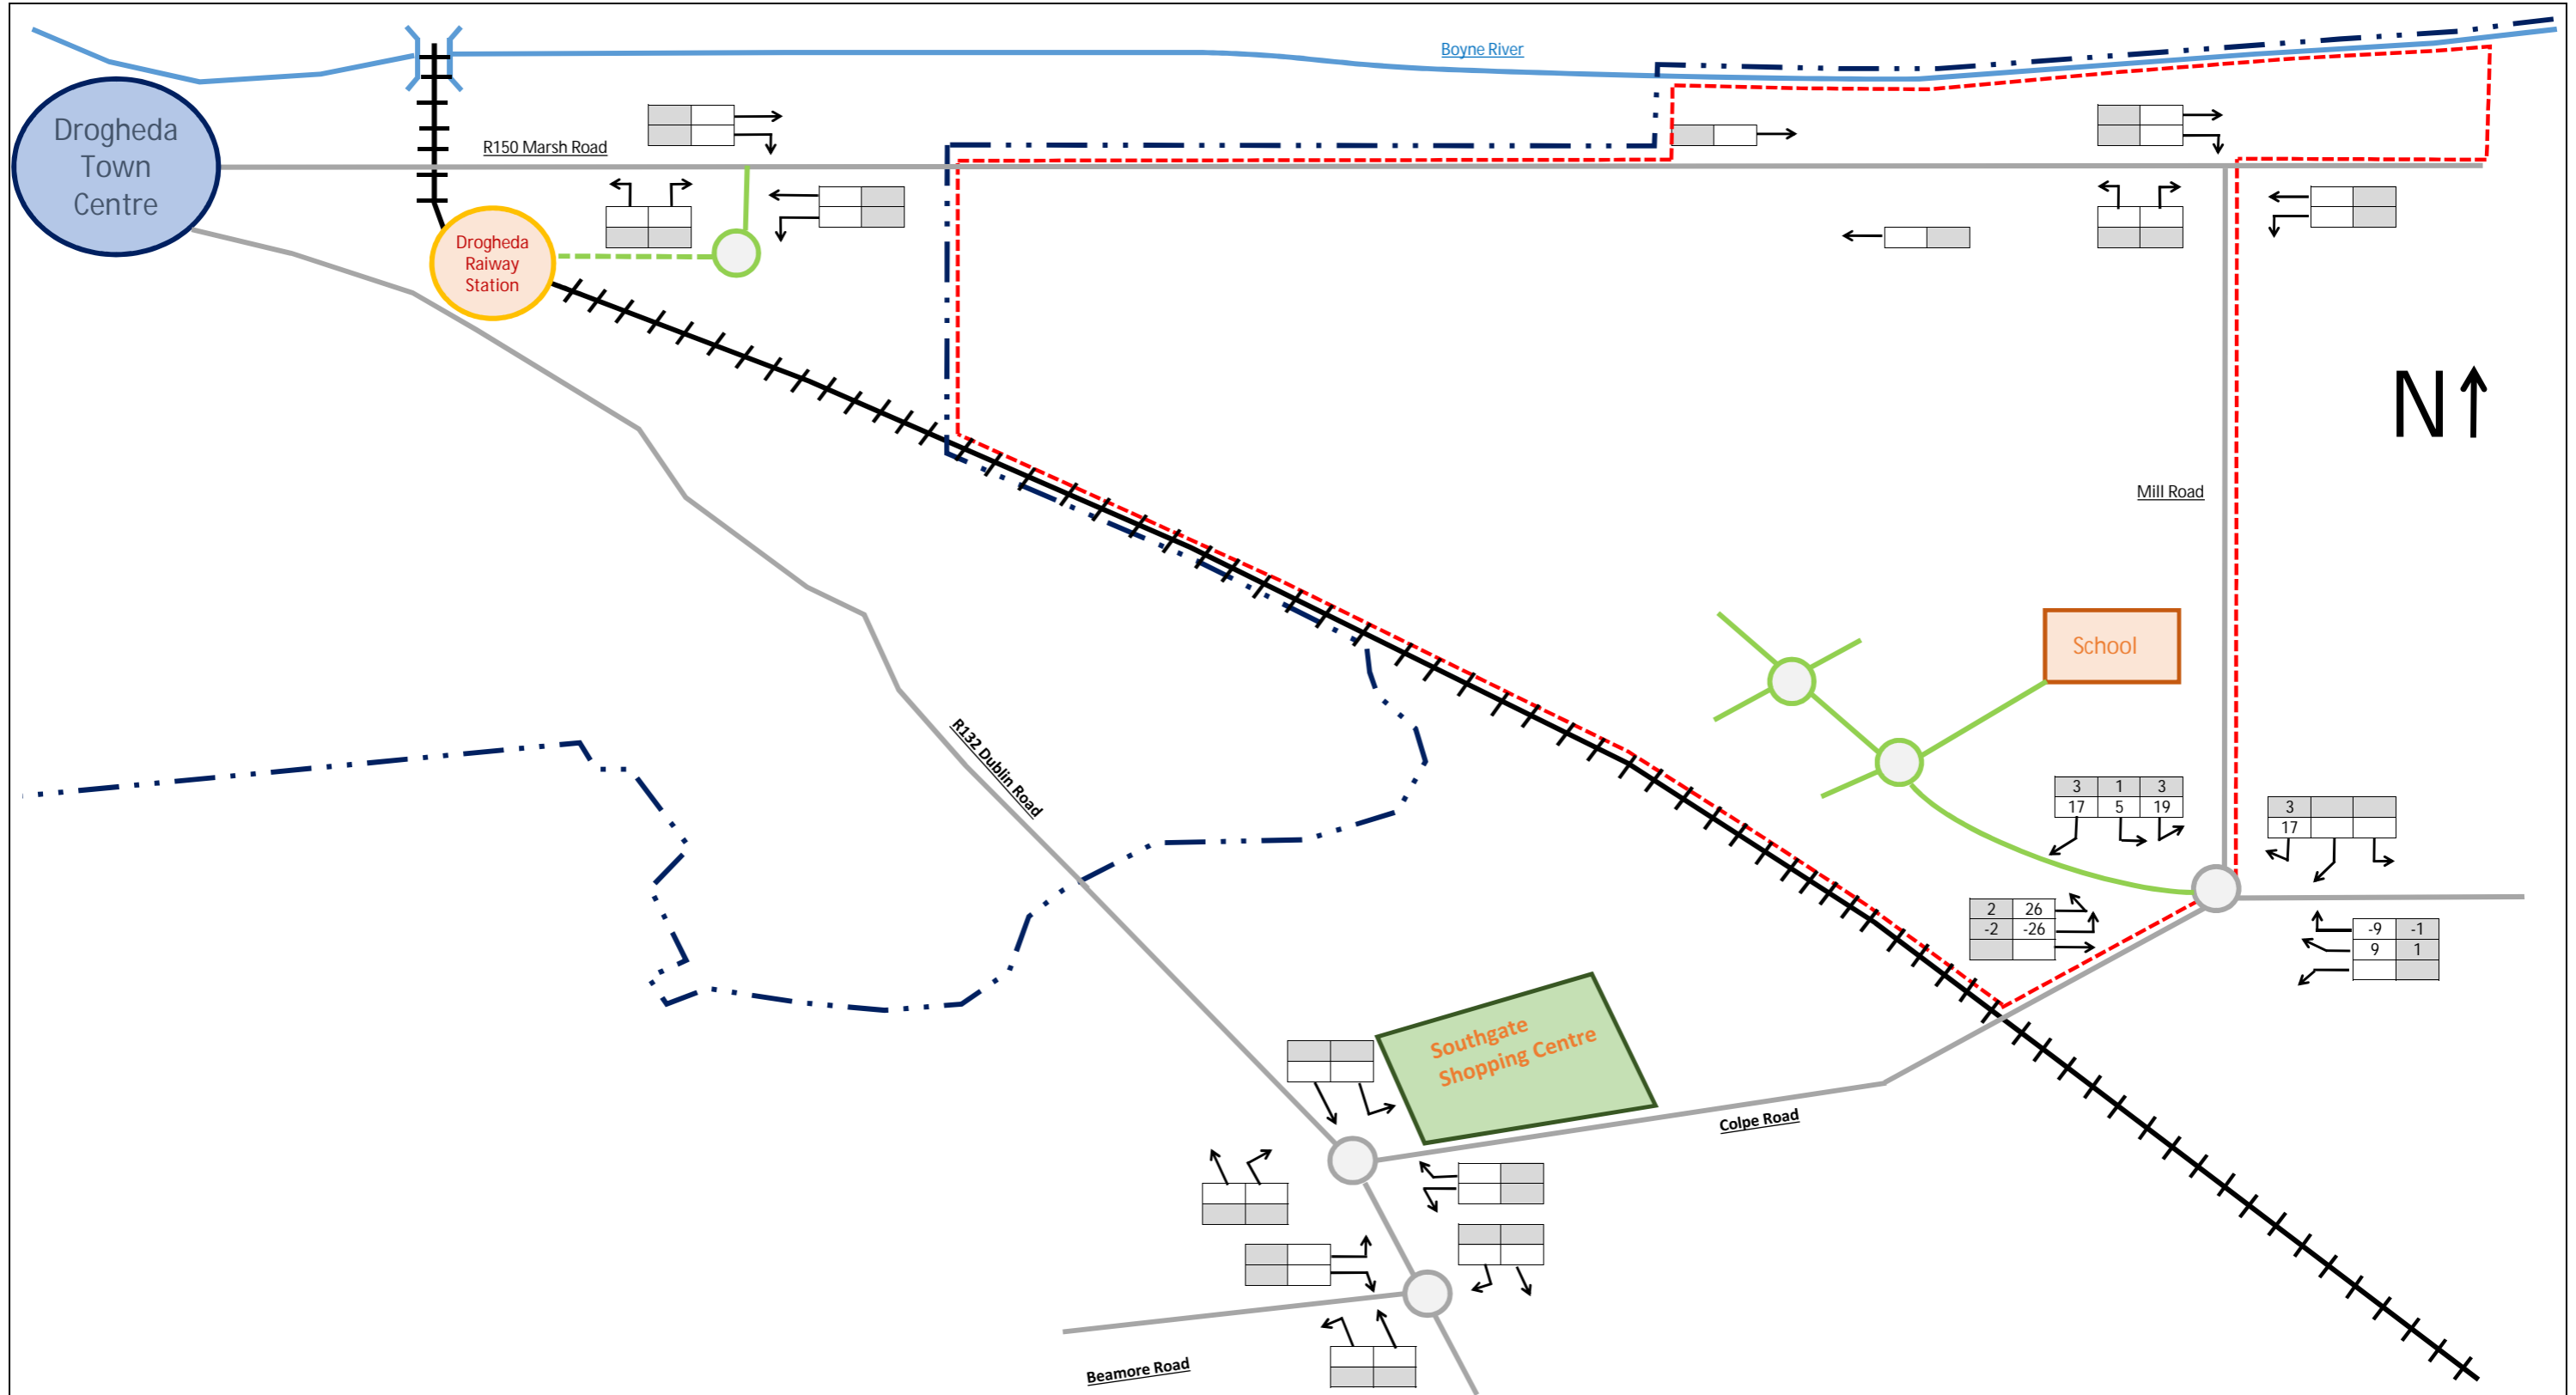 Boyne River
Drogheda
Town
Centre
R150 Marsh Road
Drogheda
Raiway
Station
N
Mill Road
School
R132 Dublin Road
3 1 3
17 5 19
3
17
2 26
-2 -26
-9 -1
9 1
Southgate
Shopping Centre
Colpe Road
Beamore Road